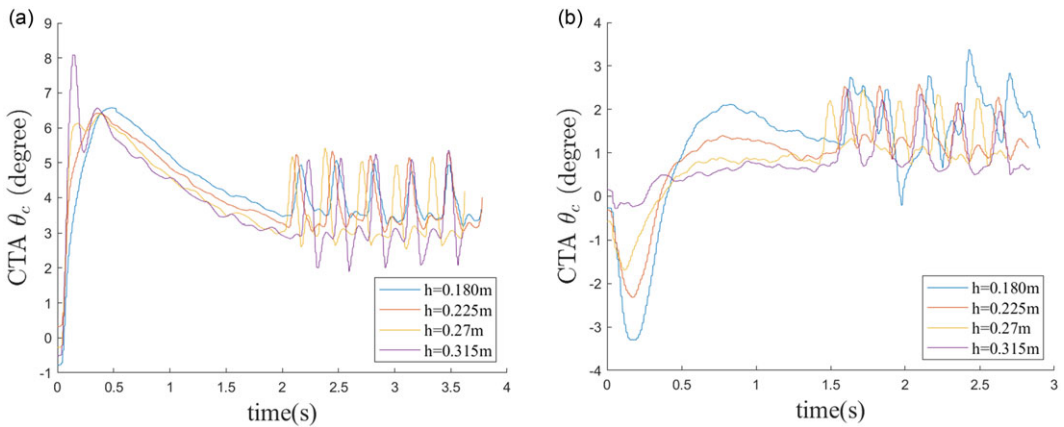 (a)
9
8
7
6
5
4
3
2
1
0
-1
CTA θc (degree)
0 0.5 1 1.5 2 2.5 3 3.5 4
time(s)
h=0.180m
h=0.225m
h=0.27m
h=0.315m
(b)
4
3
2
1
0
-1
-2
-3
-4
CTA θc (degree)
0 0.5 1 1.5 2 2.5 3
time(s)
h=0.180m
h=0.225m
h=0.27m
h=0.315m